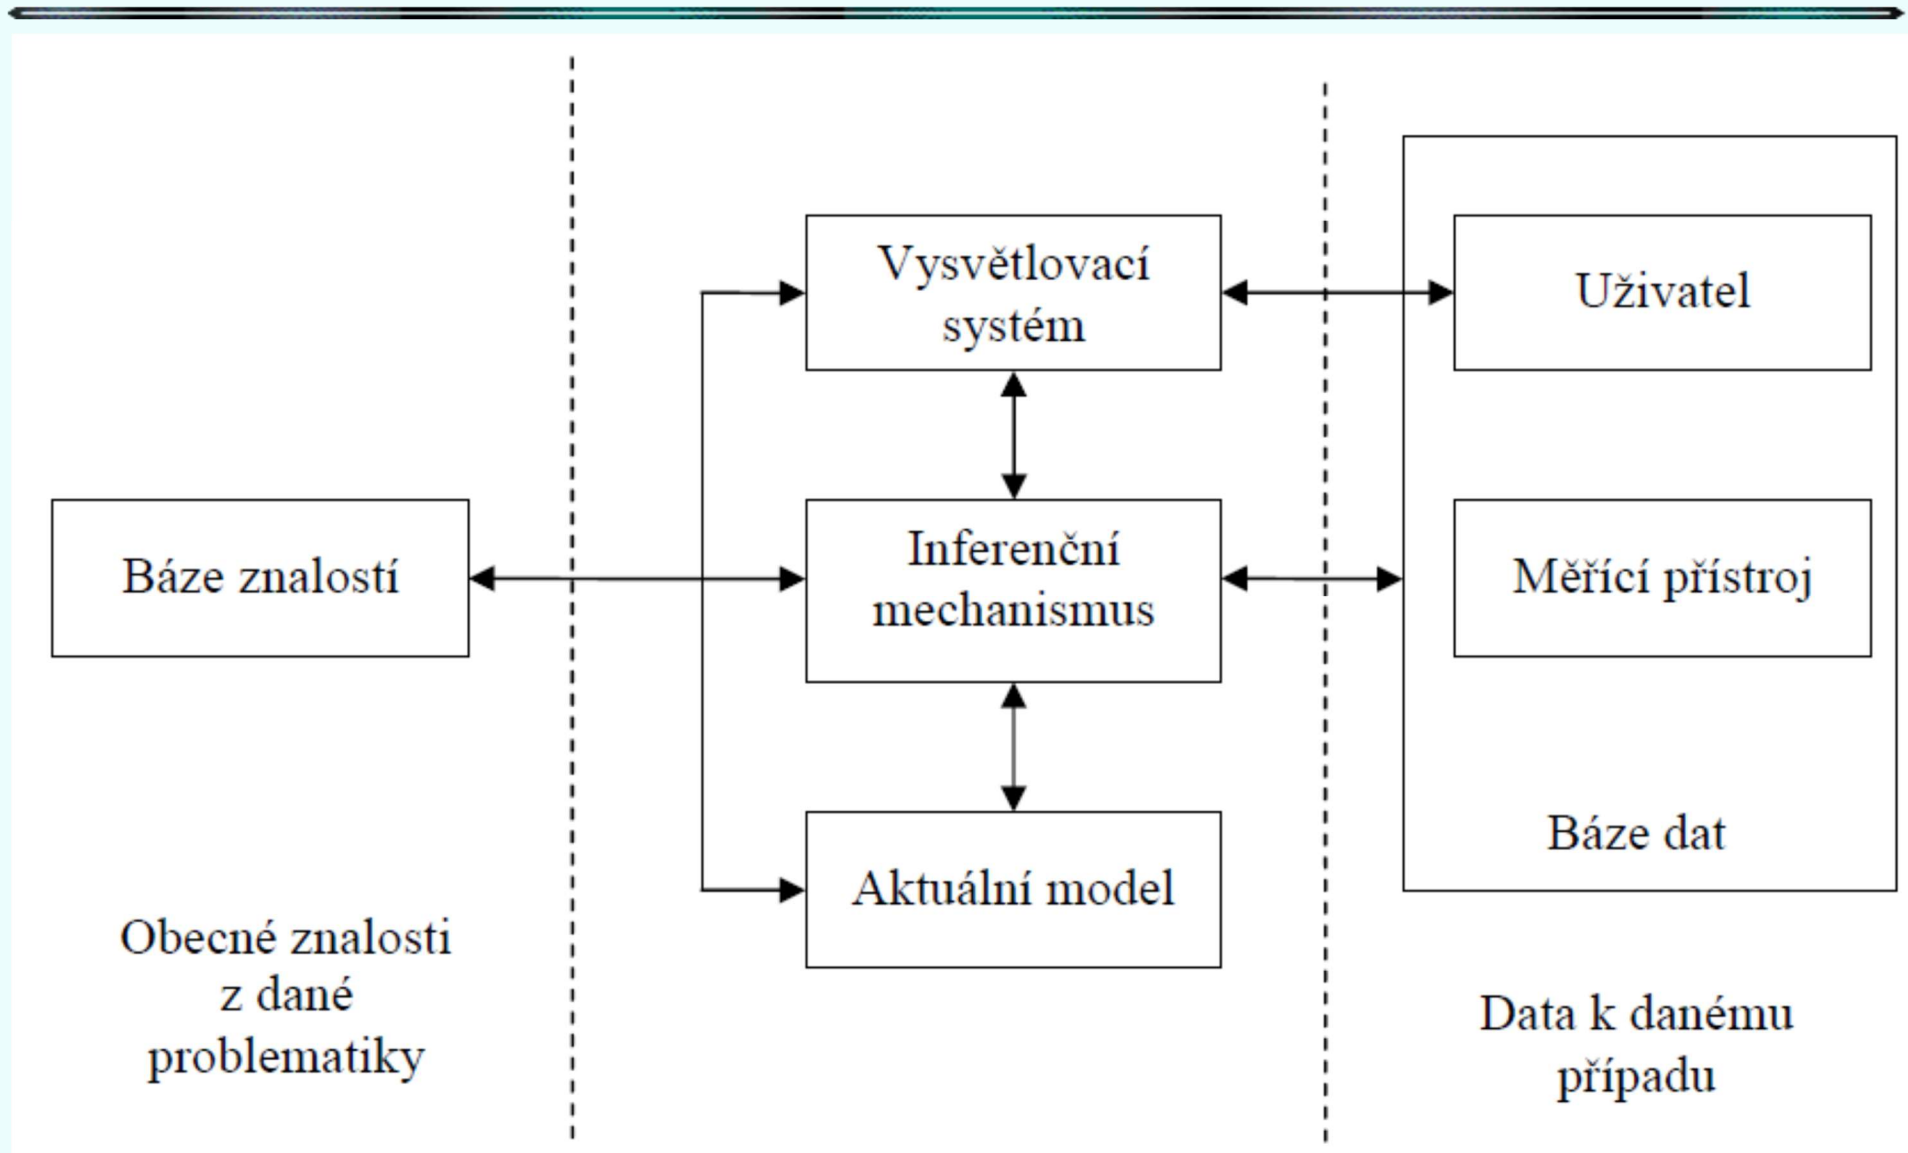 Vysvětlovací
systém
Uživatel
Báze znalostí
Inferenční
mechanismus
Měřící přístroj
Aktuální model
Báze dat
Obecné znalosti
z dané
problematiky
Data k danému
případu